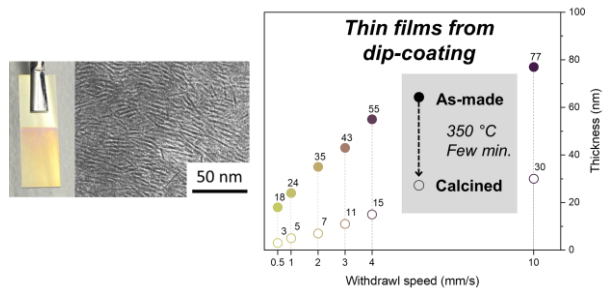 50 nm
Thin films from
dip-coating
As-made
350 °C
Few min.
Calcined
18
24
35
43
55
77
3
5
7
11
15
30
0.5 1 2 3 4 10
Withdrawl speed (mm/s)
100
80
60
40
20
0
Thickness (nm)